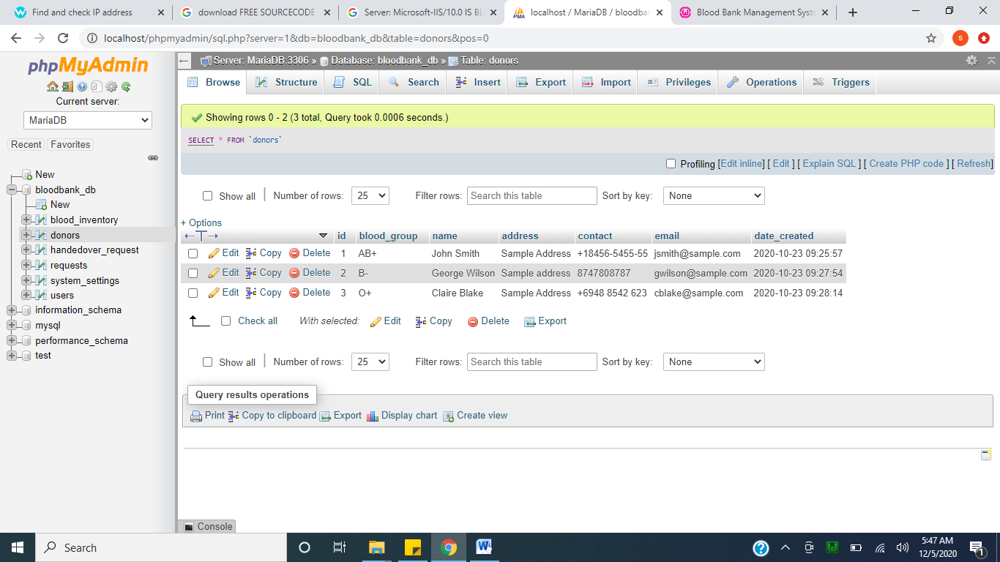 Find and check IP address
download FREE SOURCECODE
Server: Microsoft-IIS/10.0 IS BL
localhost / MariaDB / bloodban
Blood Bank Management Syste
localhost/phpmyadmin/sql.php?server=1&db=bloodbank_db&table=donors&pos=0
S
phpMyAdmin
Current server:
MariaDB
Recent Favorites
New
bloodbank_db
New
blood_inventory
donors
handedover_request
requests
system_settings
users
information_schema
mysql
performance_schema
test
Server: MariaDB:3306 » Database: bloodbank_db » Table: donors
Browse Structure SQL Search Insert Export Import Privileges Operations Triggers
Showing rows 0 - 2 (3 total, Query took 0.0006 seconds.)
SELECT * FROM `donors`
Profiling [Edit inline] [ Edit ] [ Explain SQL ] [ Create PHP code ] [ Refresh]
Show all Number of rows: 25 Filter rows: Search this table Sort by key: None
+ Options
id blood_group name address contact email date_created
Edit Copy Delete 1 AB+ John Smith Sample Address +18456-5455-55 jsmith@sample.com 2020-10-23 09:25:57
Edit Copy Delete 2 B- George Wilson Sample address 8747808787 gwilson@sample.com 2020-10-23 09:27:54
Edit Copy Delete 3 O+ Claire Blake Sample Address +6948 8542 623 cblake@sample.com 2020-10-23 09:28:14
Check all With selected: Edit Copy Delete Export
Show all Number of rows: 25 Filter rows: Search this table Sort by key: None
Query results operations
Print Copy to clipboard Export Display chart Create view
Console
Search
5:47 AM
12/5/2020
1